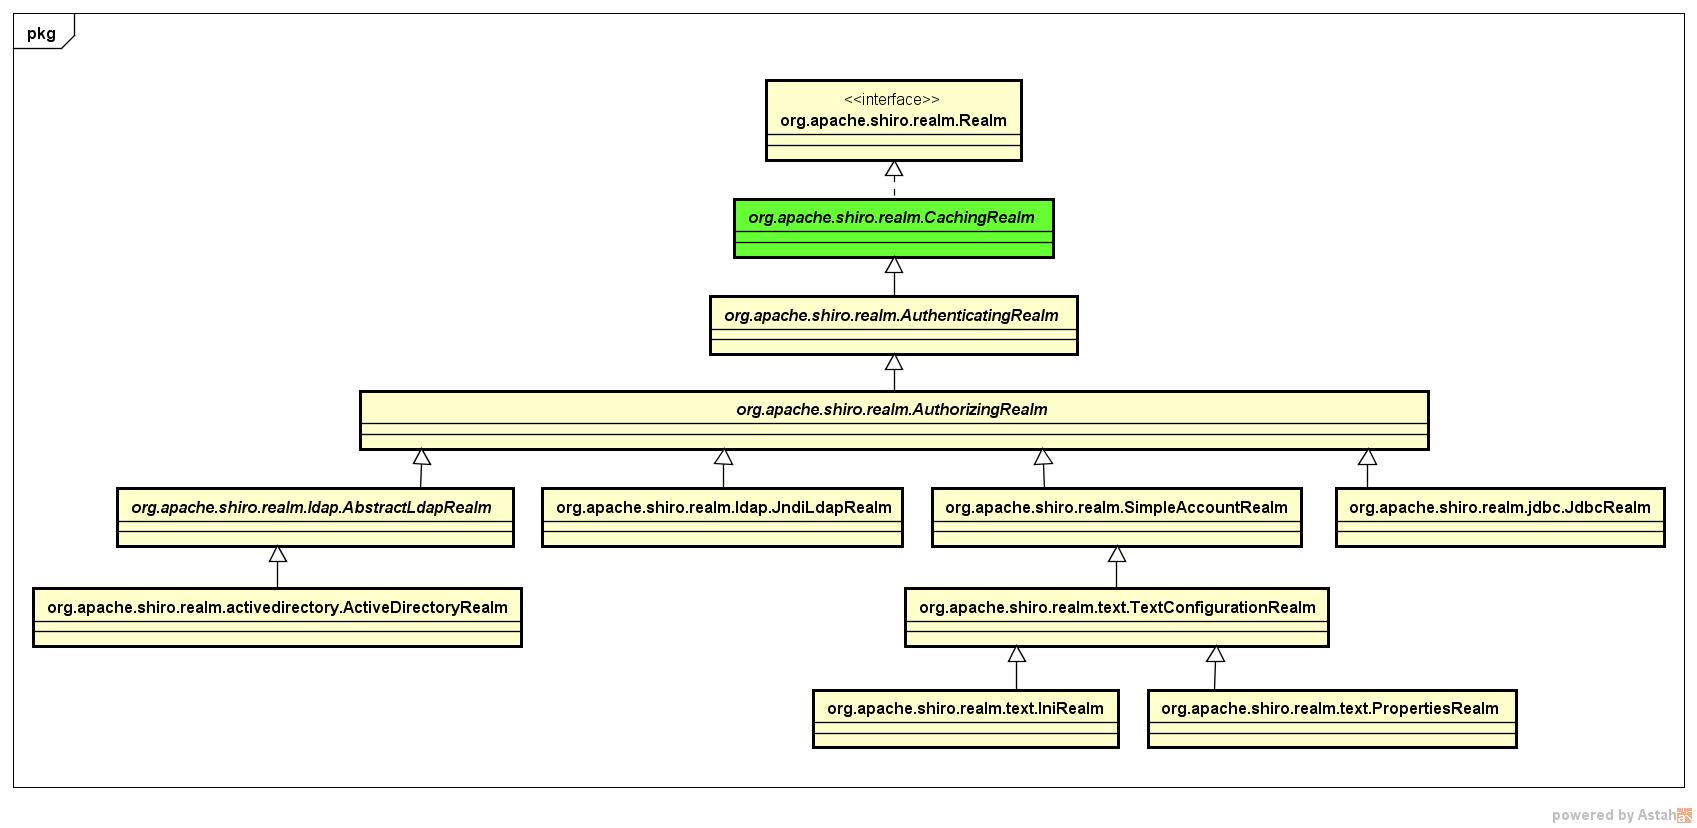 pkg
<<interface>>
org.apache.shiro.realm.Realm
org.apache.shiro.realm.CachingRealm
org.apache.shiro.realm.AuthenticatingRealm
org.apache.shiro.realm.AuthorizingRealm
org.apache.shiro.realm.ldap.AbstractLdapRealm
org.apache.shiro.realm.ldap.JndiLdapRealm
org.apache.shiro.realm.SimpleAccountRealm
org.apache.shiro.realm.jdbc.JdbcRealm
org.apache.shiro.realm.activedirectory.ActiveDirectoryRealm
org.apache.shiro.realm.text.TextConfigurationRealm
org.apache.shiro.realm.text.IniRealm
org.apache.shiro.realm.text.PropertiesRealm
powered by Astah